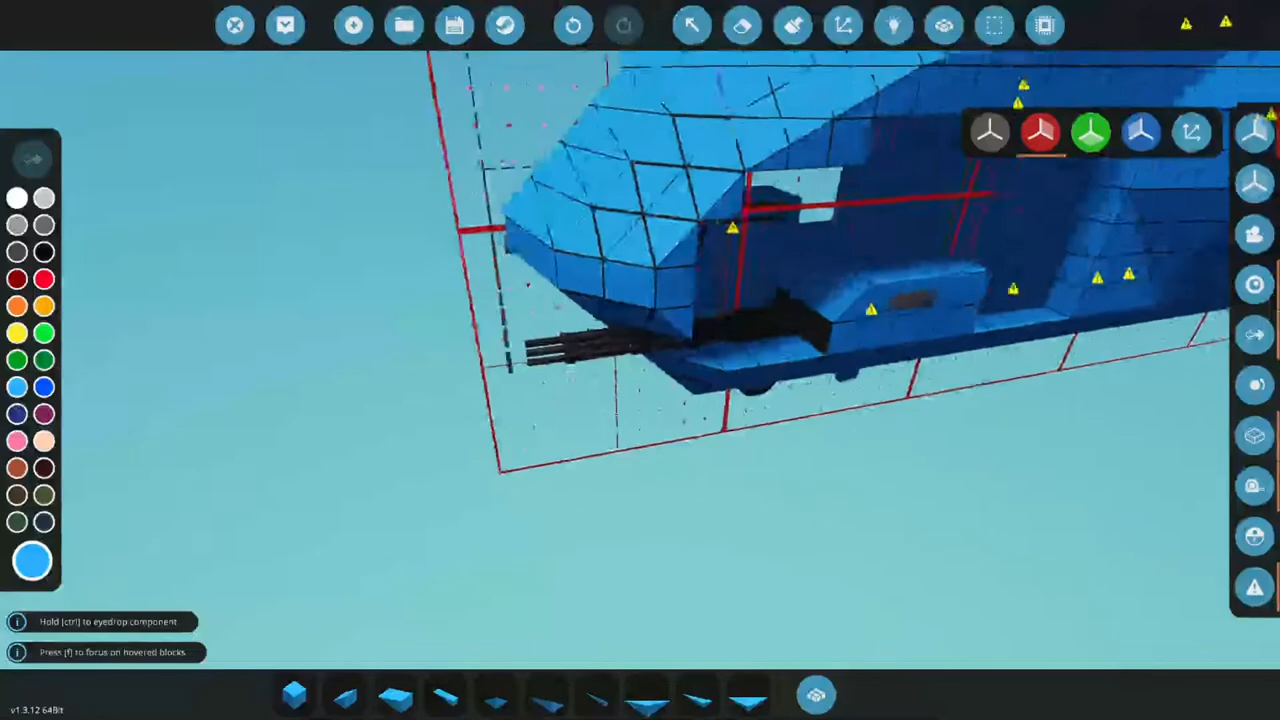 Hold [ctrl] to eyedrop component
Press [f] to focus on hovered blocks
v1.3.12 64Bit